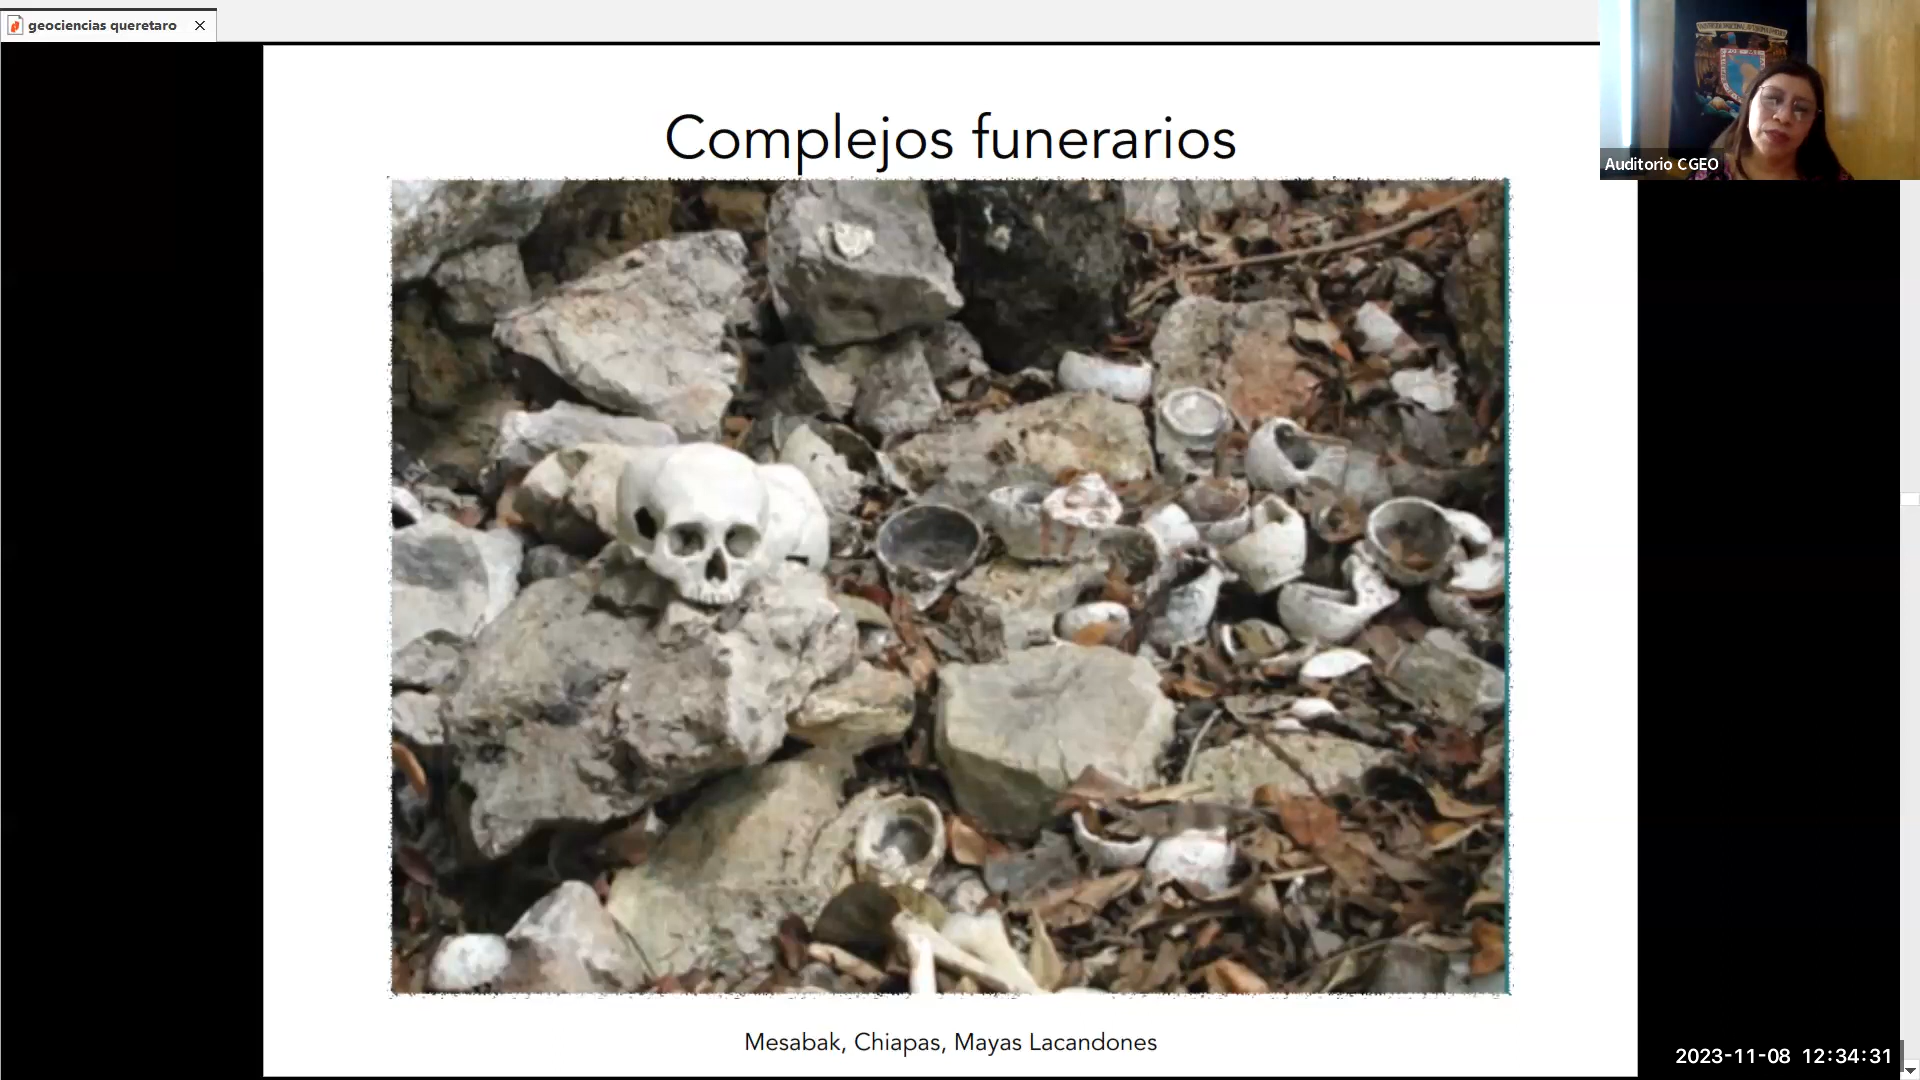 geociencias queretaro
Complejos funerarios
Auditorio CGEO
Mesabak, Chiapas, Mayas Lacandones
2023-11-08 12:34:31